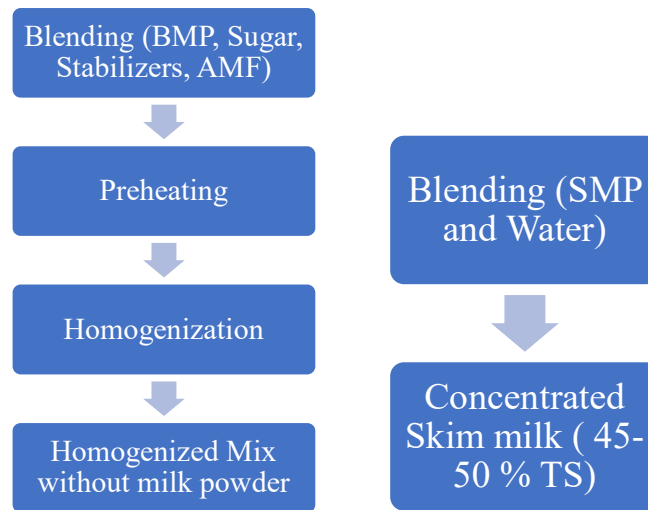 Blending (BMP, Sugar,
Stabilizers, AMF)
Preheating
Homogenization
Homogenized Mix
without milk powder
Blending (SMP
and Water)
Concentrated
Skim milk ( 45-
50 % TS)